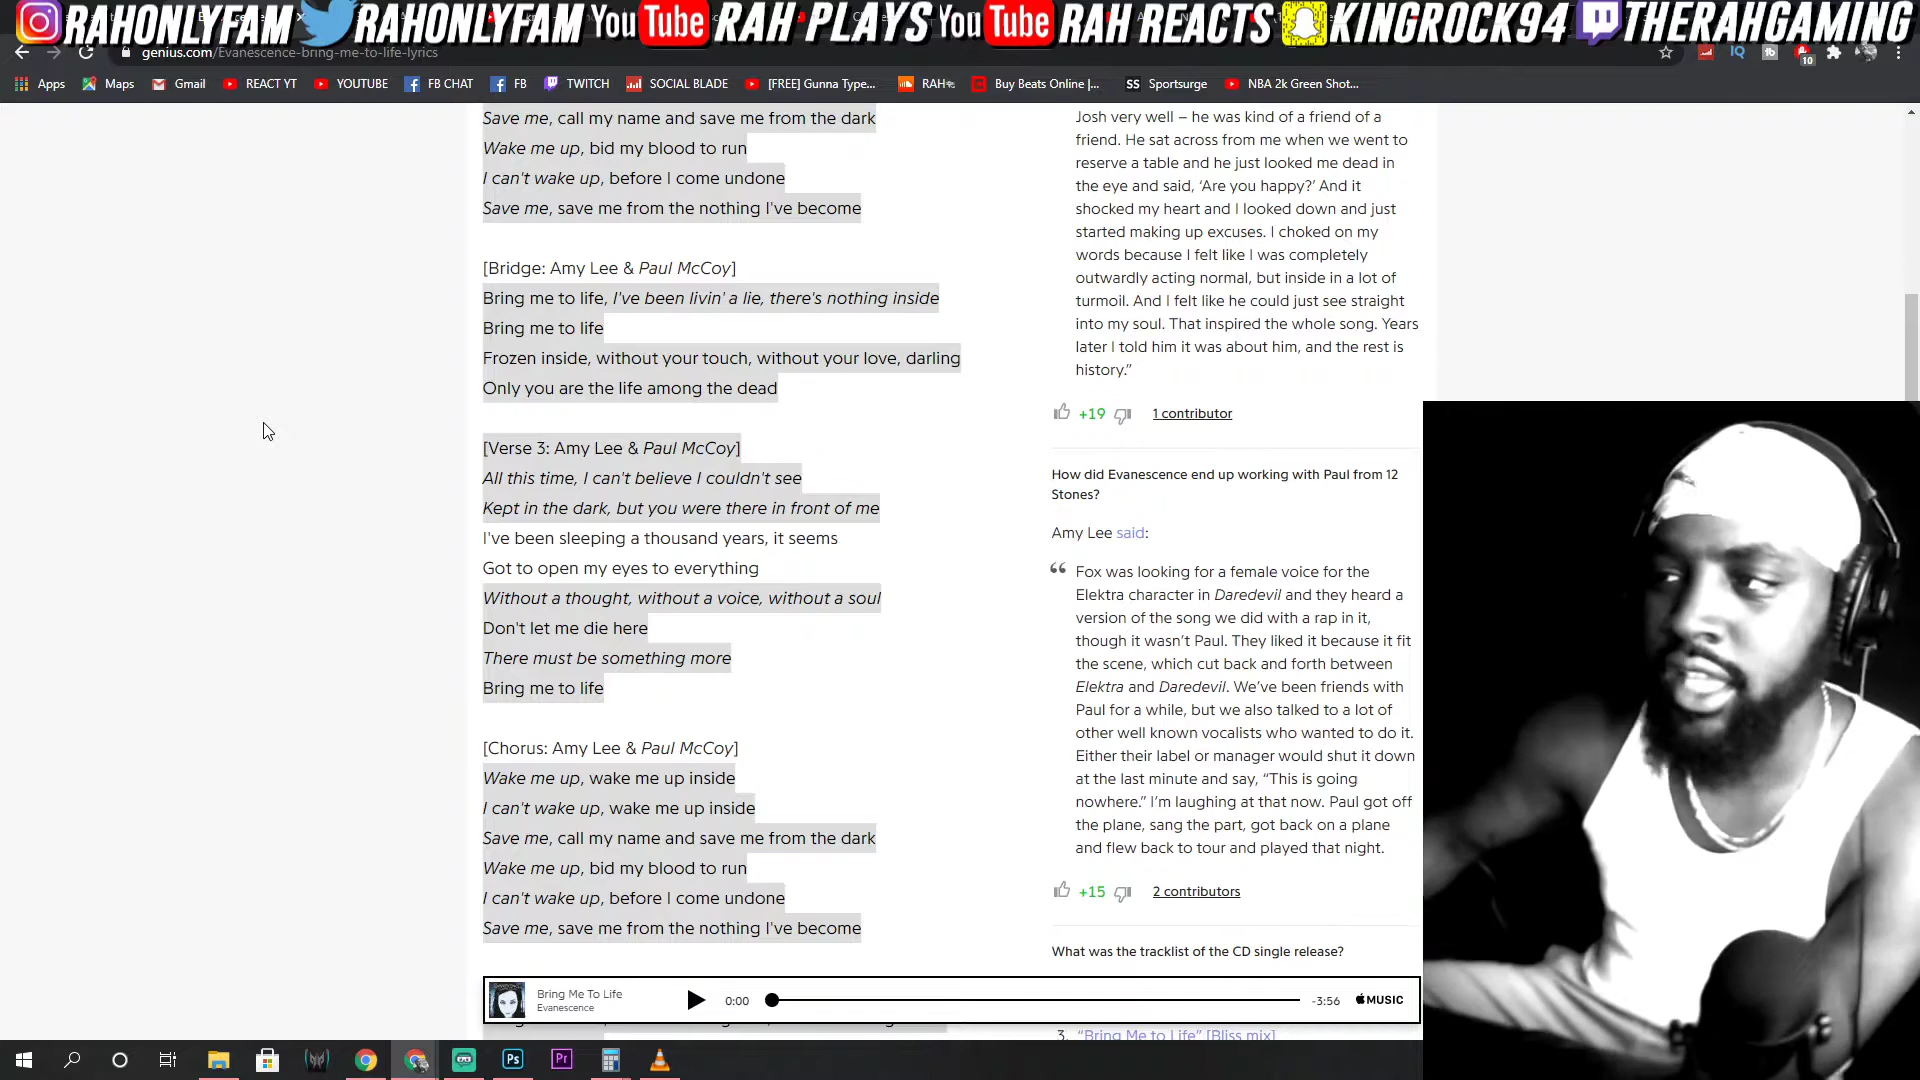 RAHONLYFAM RAHONLYFAM You Tube RAH PLAYS You Tube RAH REACTS KINGROCK94 THERAHGAMING
genius.com/Evanescence-bring-me-to-life-lyrics
10
Apps Maps Gmail REACT YT YOUTUBE FB CHAT FB TWITCH SOCIAL BLADE [FREE] Gunna Type... RAH Buy Beats Online |... SS Sportsurge NBA 2k Green Shot...
Save me, call my name and save me from the dark
Wake me up, bid my blood to run
I can't wake up, before I come undone
Save me, save me from the nothing I've become
[Bridge: Amy Lee & Paul McCoy]
Bring me to life, I've been livin' a lie, there's nothing inside
Bring me to life
Frozen inside, without your touch, without your love, darling
Only you are the life among the dead
[Verse 3: Amy Lee & Paul McCoy]
All this time, I can't believe I couldn't see
Kept in the dark, but you were there in front of me
I've been sleeping a thousand years, it seems
Got to open my eyes to everything
Without a thought, without a voice, without a soul
Don't let me die here
There must be something more
Bring me to life
[Chorus: Amy Lee & Paul McCoy]
Wake me up, wake me up inside
I can't wake up, wake me up inside
Save me, call my name and save me from the dark
Wake me up, bid my blood to run
I can't wake up, before I come undone
Save me, save me from the nothing I've become
Josh very well – he was kind of a friend of a
friend. He sat across from me when we went to
reserve a table and he just looked me dead in
the eye and said, ‘Are you happy?’ And it
shocked my heart and I looked down and just
started making up excuses. I choked on my
words because I felt like I was completely
outwardly acting normal, but inside in a lot of
turmoil. And I felt like he could just see straight
into my soul. That inspired the whole song. Years
later I told him it was about him, and the rest is
history.”
+19 1 contributor
How did Evanescence end up working with Paul from 12
Stones?
Amy Lee said:
“ Fox was looking for a female voice for the
Elektra character in Daredevil and they heard a
version of the song we did with a rap in it,
though it wasn’t Paul. They liked it because it fit
the scene, which cut back and forth between
Elektra and Daredevil. We’ve been friends with
Paul for a while, but we also talked to a lot of
other well known vocalists who wanted to do it.
Either their label or manager would shut it down
at the last minute and say, “This is going
nowhere.” I’m laughing at that now. Paul got off
the plane, sang the part, got back on a plane
and flew back to tour and played that night.
+15 2 contributors
What was the tracklist of the CD single release?
Bring Me To Life
Evanescence
0:00 -3:56 MUSIC
3. “Bring Me to Life” [Bliss mix]
Ps Pr